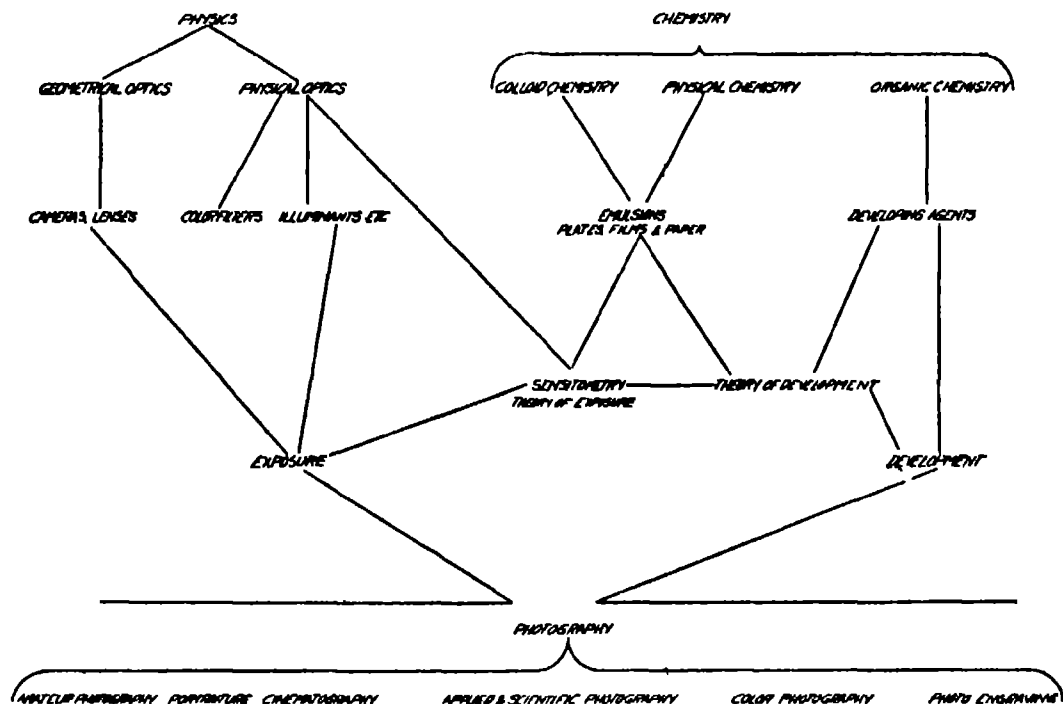 PHYSICS CHEMISTRY
GEOMETRICAL OPTICS PHYSICAL OPTICS COLLOID CHEMISTRY PHYSICAL CHEMISTRY ORGANIC CHEMISTRY
CAMERAS, LENSES COLORFILTERS ILLUMINANTS ETC EMULSIONS DEVELOPING AGENTS
PLATES, FILMS & PAPER
SENSITOMETRY THEORY OF DEVELOPMENT
THEORY OF EXPOSURE
EXPOSURE DEVELOPMENT
PHOTOGRAPHY
AMATEUR PHOTOGRAPHY PORTRAITURE CINEMATOGRAPHY APPLIED & SCIENTIFIC PHOTOGRAPHY COLOR PHOTOGRAPHY PHOTO ENGRAVING